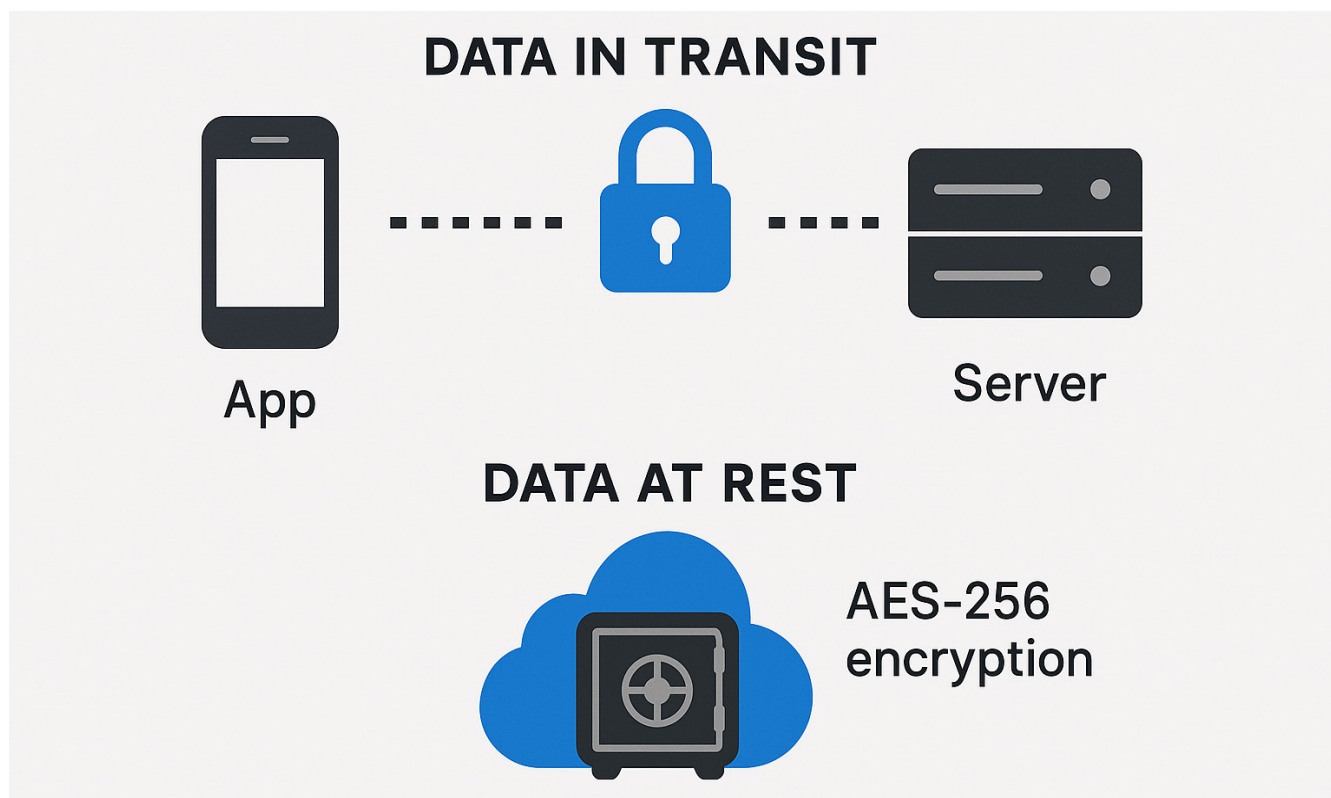 DATA IN TRANSIT
App
Server
DATA AT REST
AES-256
encryption